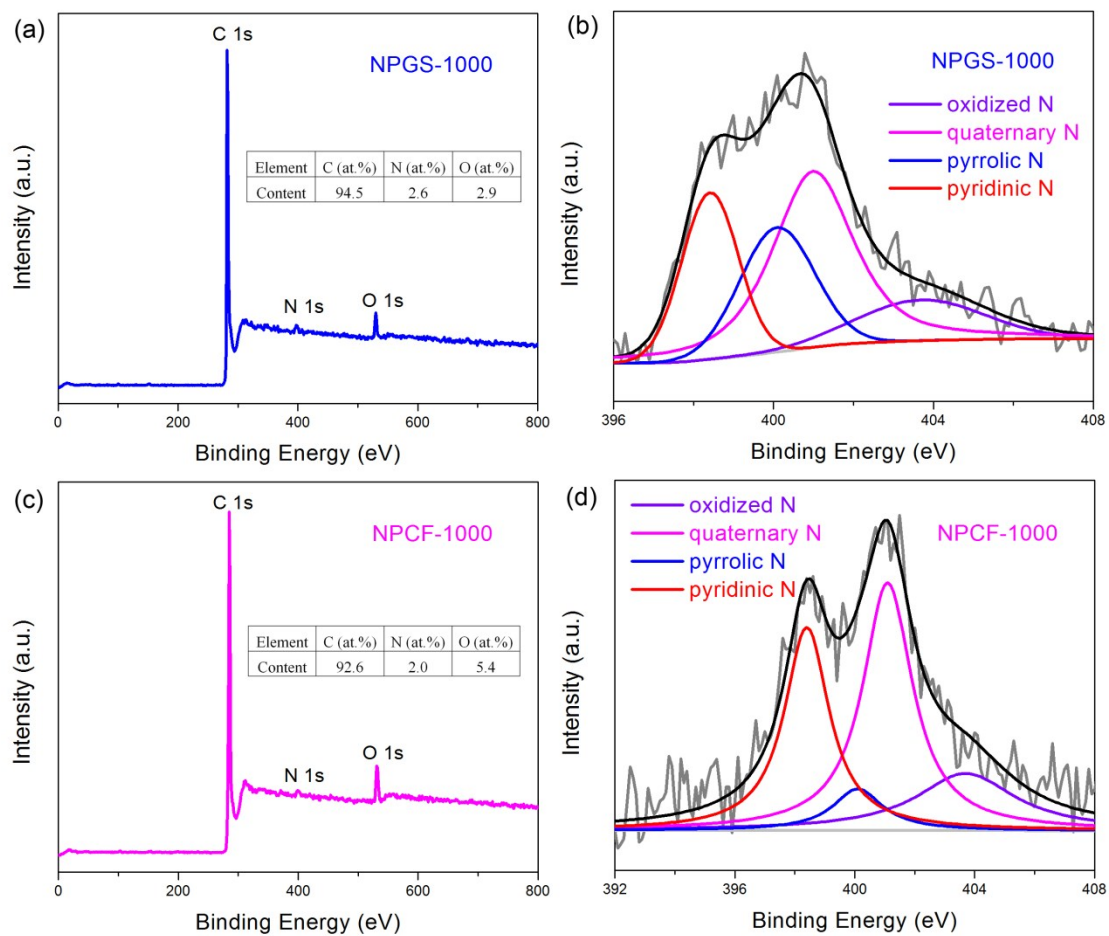 (a)
C 1s
NPGS-1000
Element C (at.%) N (at.%) O (at.%)
Content 94.5 2.6 2.9
N 1s
O 1s
Intensity (a.u.)
0 200 400 600 800
Binding Energy (eV)
(b)
NPGS-1000
oxidized N
quaternary N
pyrrolic N
pyridinic N
Intensity (a.u.)
396 400 404 408
Binding Energy (eV)
(c)
C 1s
NPCF-1000
Element C (at.%) N (at.%) O (at.%)
Content 92.6 2.0 5.4
N 1s
O 1s
Intensity (a.u.)
0 200 400 600 800
Binding Energy (eV)
(d)
oxidized N
quaternary N
pyrrolic N
pyridinic N
NPCF-1000
Intensity (a.u.)
392 396 400 404 408
Binding Energy (eV)